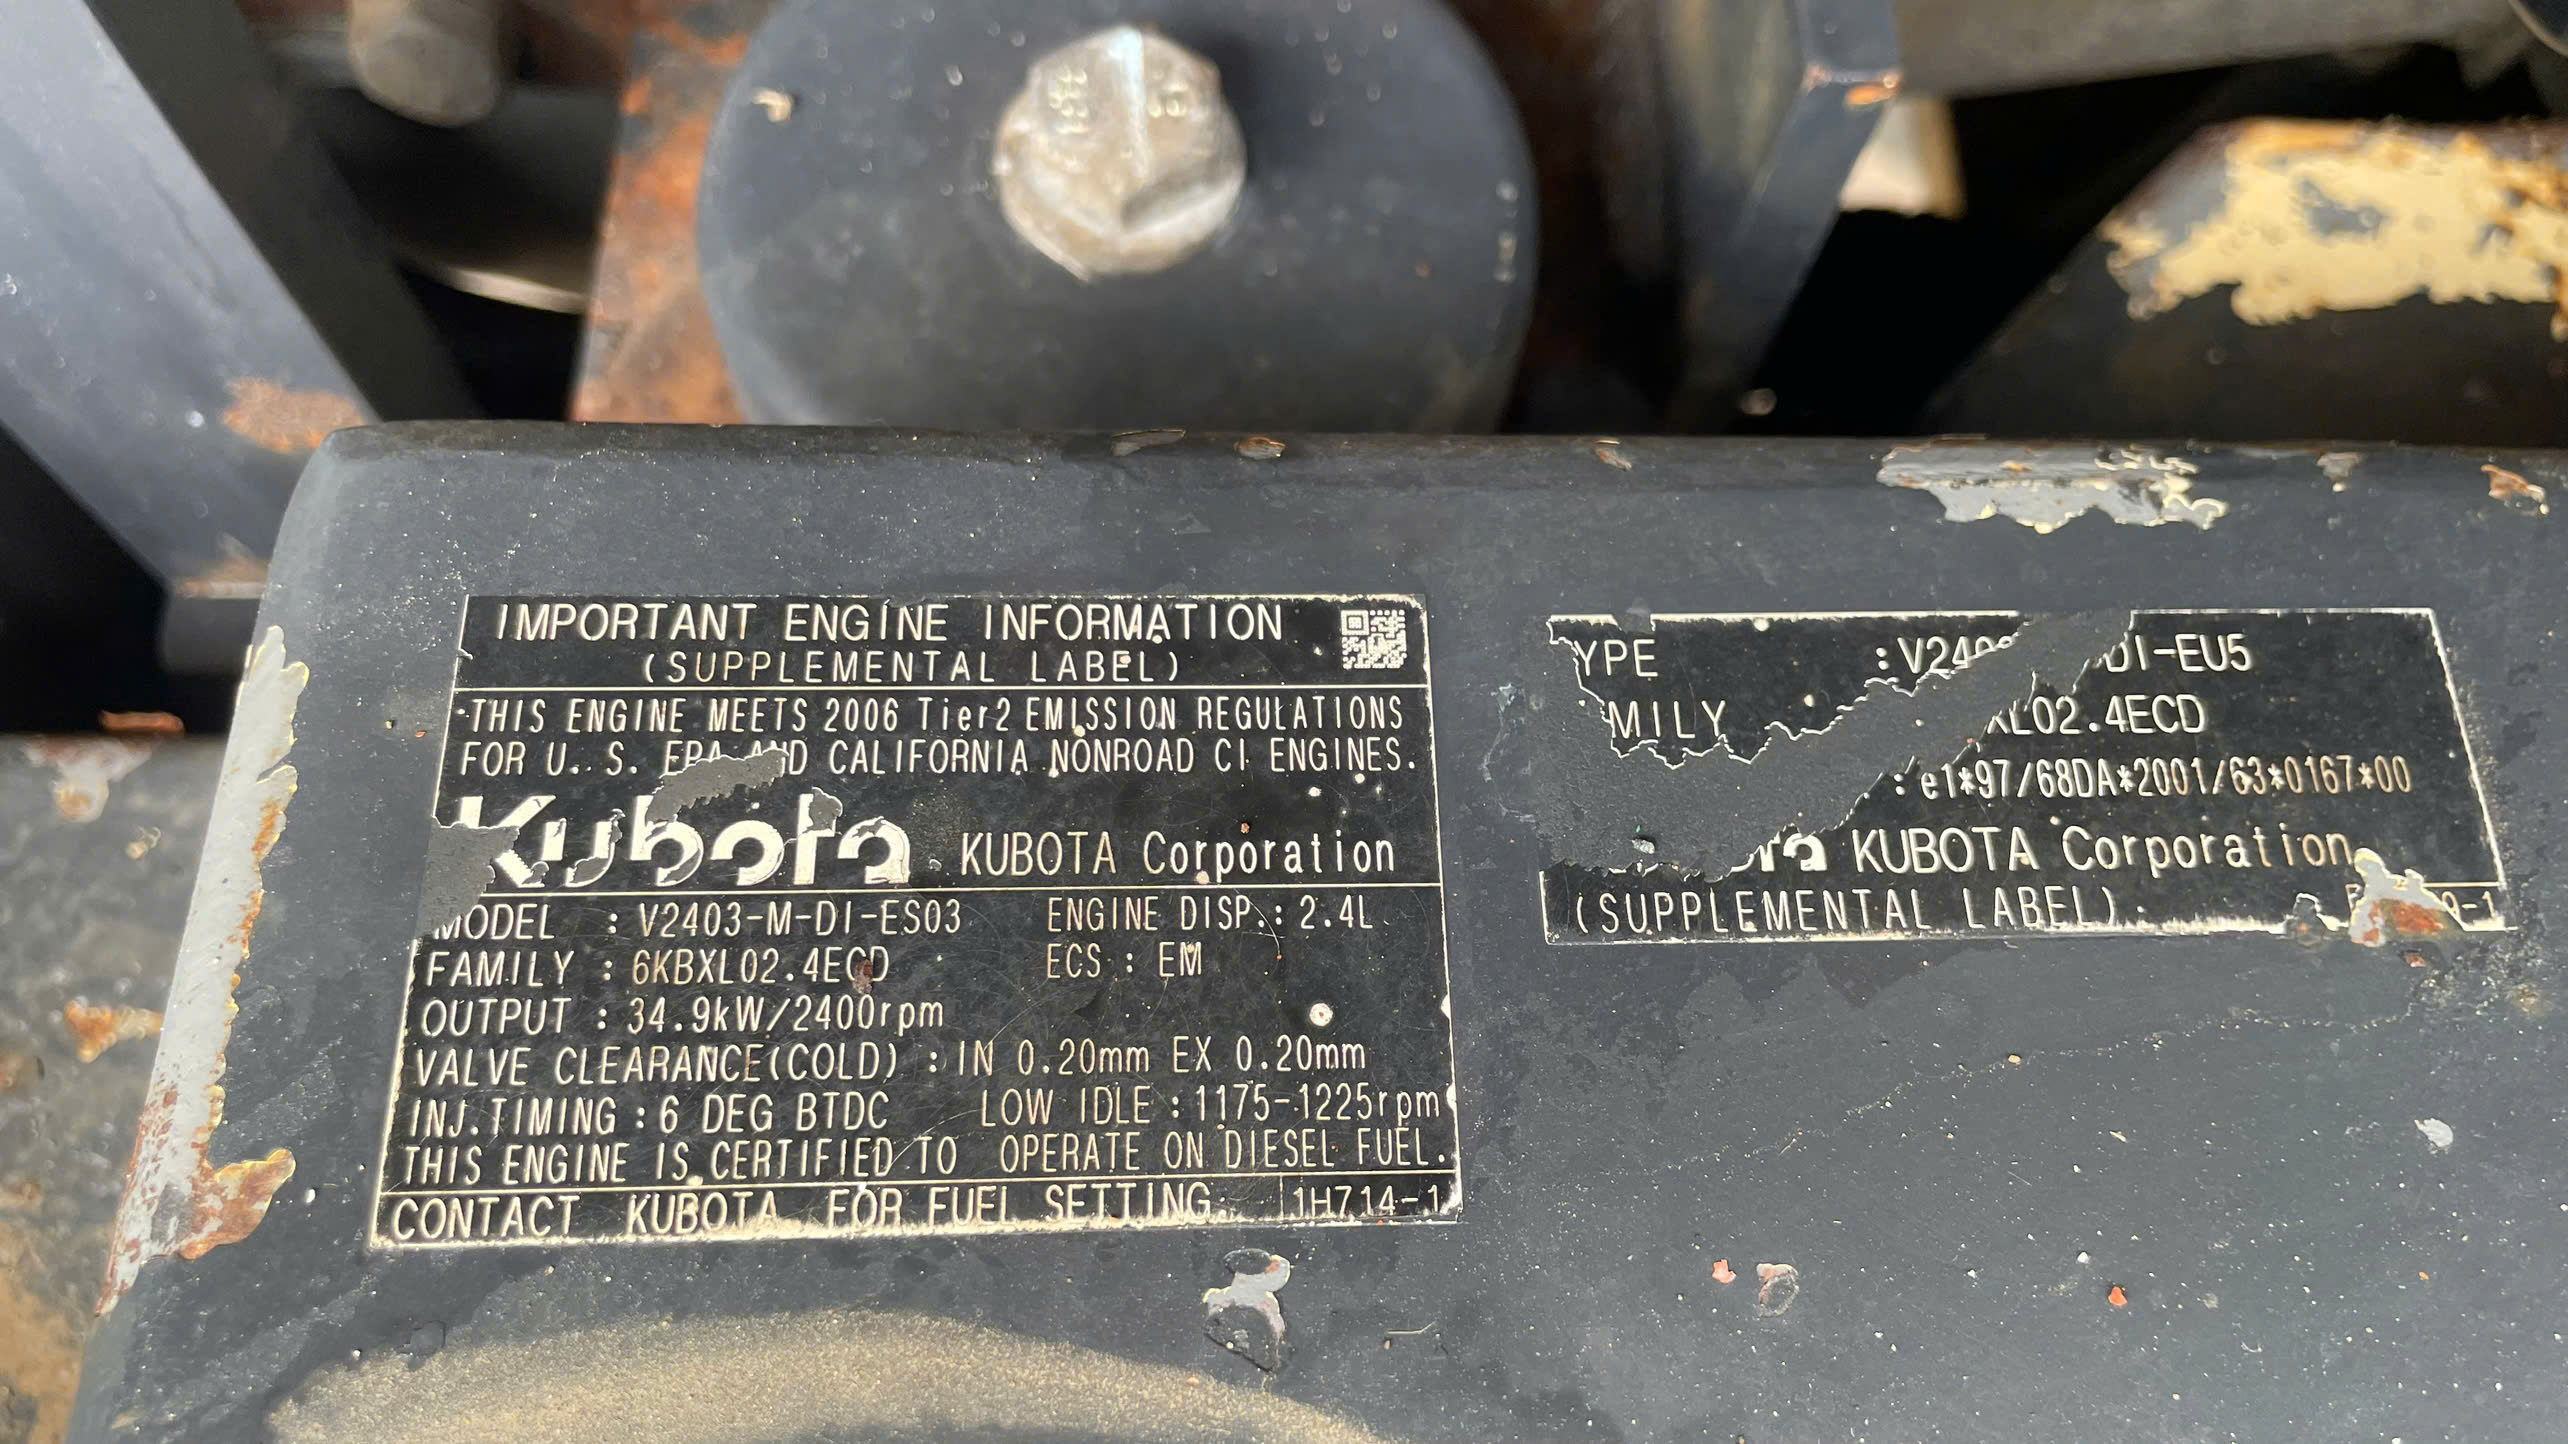 IMPORTANT ENGINE INFORMATION
(SUPPLEMENTAL LABEL)
THIS ENGINE MEETS 2006 Tier2 EMISSION REGULATIONS
FOR U. S. EPA AND CALIFORNIA NONROAD CI ENGINES.
Kubota KUBOTA Corporation
MODEL : V2403-M-DI-ES03 ENGINE DISP.: 2.4L
FAMILY : 6KBXL02.4ECD ECS : EM
OUTPUT : 34.9kW/2400rpm
VALVE CLEARANCE(COLD) : IN 0.20mm EX 0.20mm
INJ.TIMING : 6 DEG BTDC LOW IDLE : 1175-1225rpm
THIS ENGINE IS CERTIFIED TO OPERATE ON DIESEL FUEL.
CONTACT KUBOTA FOR FUEL SETTING. 1H714-1
YPE : V240 DI-EU5
MILY XL02.4ECD
: e1*97/68DA*2001/63*0167*00
KUBOTA Corporation
(SUPPLEMENTAL LABEL)